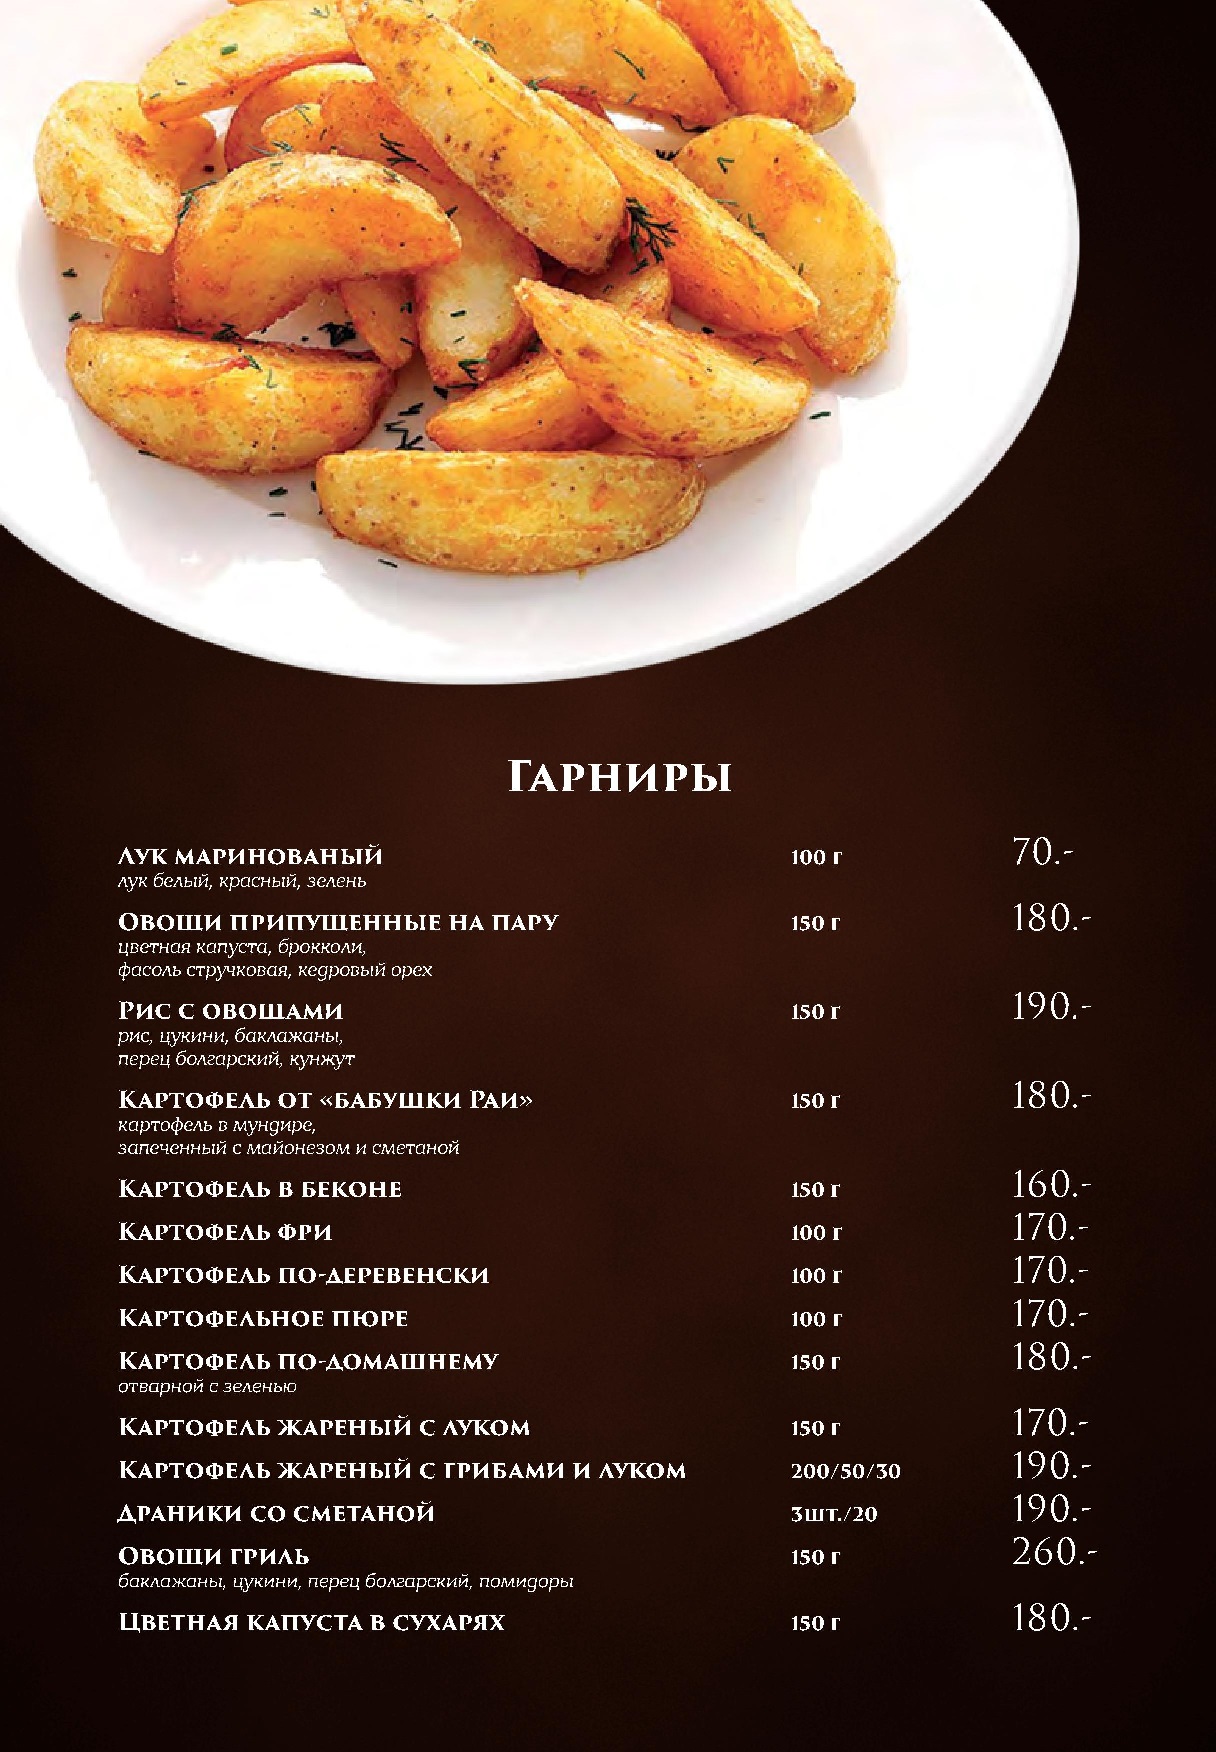 Гарниры
Лук маринованый 100 г 70.-
лук белый, красный, зелень
Овощи припущенные на пару 150 г 180.-
цветная капуста, брокколи,
фасоль стручковая, кедровый орех
Рис с овощами 150 г 190.-
рис, цукини, баклажаны,
перец болгарский, кунжут
Картофель от «бабушки Раи» 150 г 180.-
картофель в мундире,
запеченный с майонезом и сметаной
Картофель в беконе 150 г 160.-
Картофель фри 100 г 170.-
Картофель по-деревенски 100 г 170.-
Картофельное пюре 100 г 170.-
Картофель по-домашнему 150 г 180.-
отварной с зеленью
Картофель жареный с луком 150 г 170.-
Картофель жареный с грибами и луком 200/50/30 190.-
Драники со сметаной 3шт./20 190.-
Овощи гриль 150 г 260.-
баклажаны, цукини, перец болгарский, помидоры
Цветная капуста в сухарях 150 г 180.-